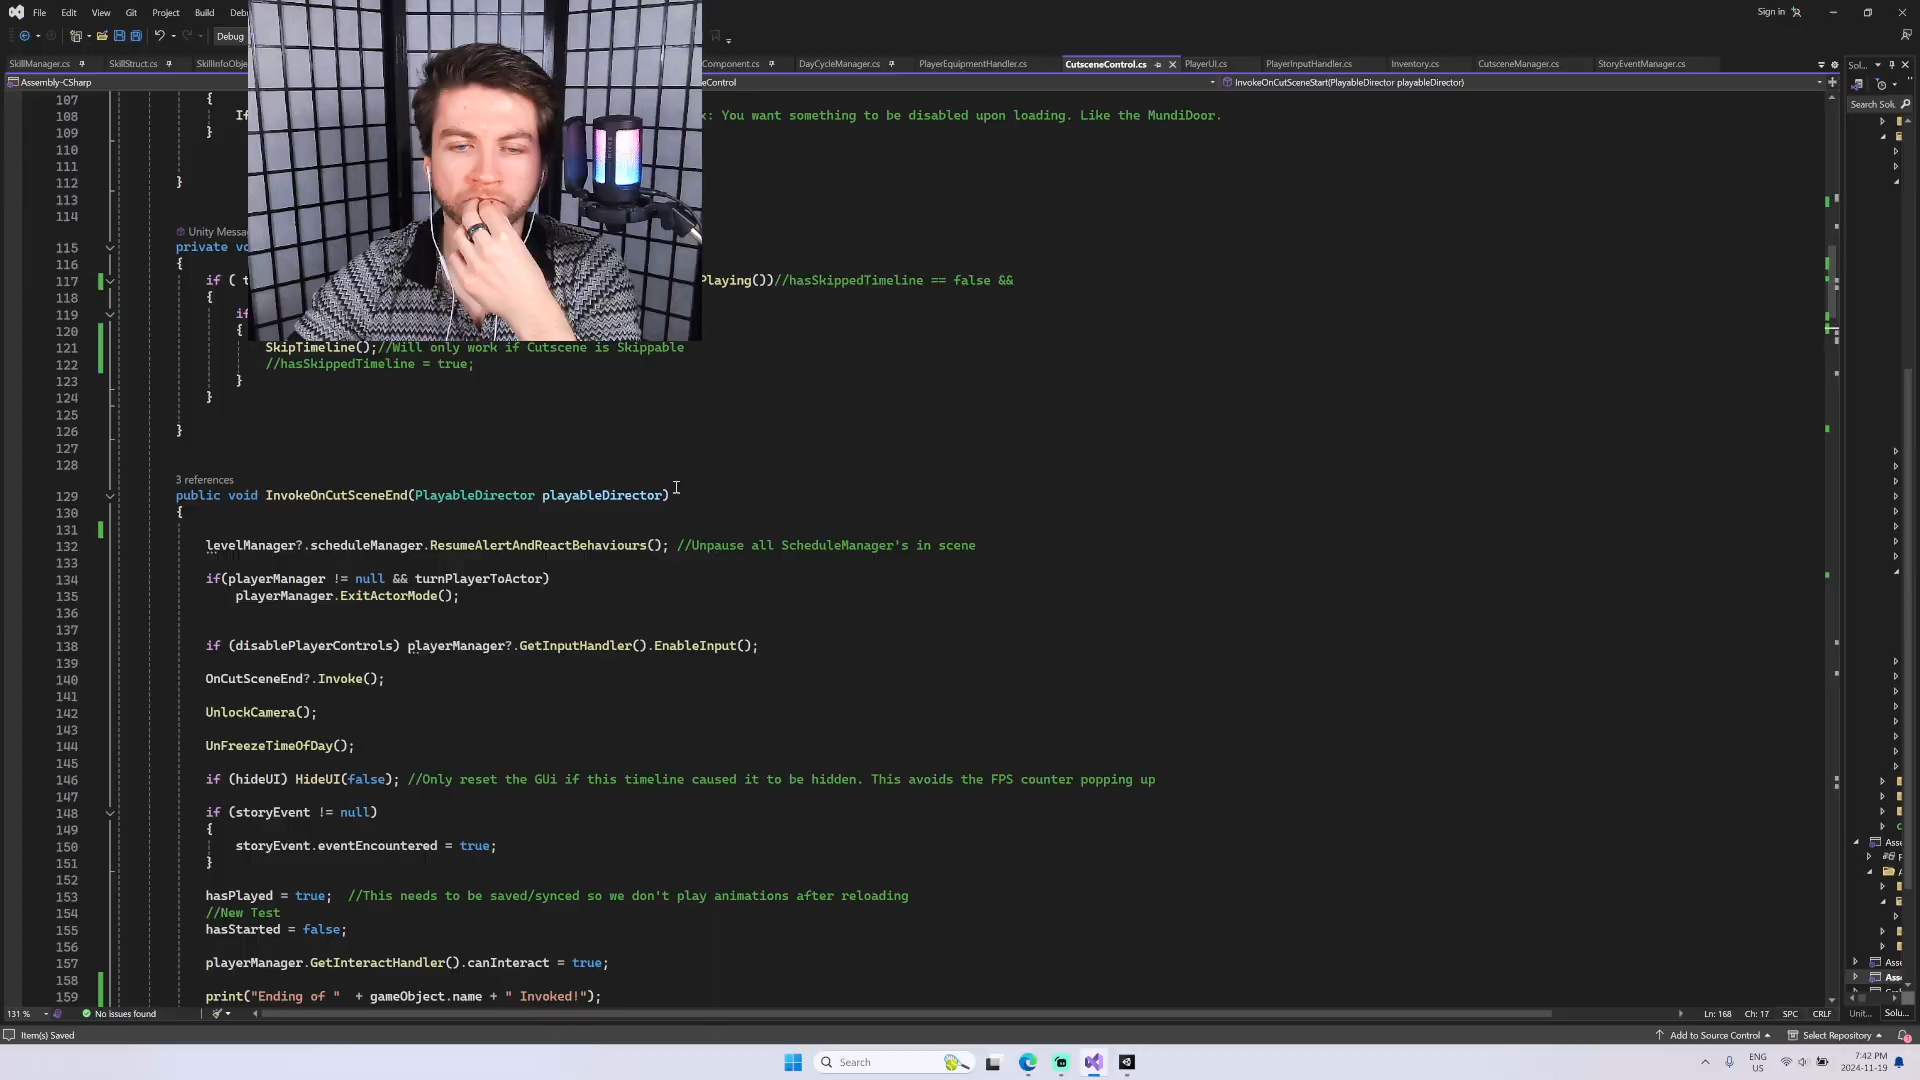 File Edit View Git Project Build Deb
Sign in
Debug
SkillManager.cs SkillStruct.cs SkillInfoObje Component.cs DayCycleManager.cs PlayerEquipmentHandler.cs CutsceneControl.cs PlayerUI.cs PlayerInputHandler.cs Inventory.cs CutsceneManager.cs StoryEventManager.cs
Sol...
Assembly-CSharp
neControl
InvokeOnCutSceneStart(PlayableDirector playableDirector)
Search Solu
107 {
108 If x: You want something to be disabled upon loading. Like the MundiDoor.
109 }
110
111
112 }
113
114
Unity Messa
115 private vo
116 {
117 if ( t Playing())//hasSkippedTimeline == false &&
118 {
119 if
120 {
121 SkipTimeline();//Will only work if Cutscene is Skippable
122 //hasSkippedTimeline = true;
123 }
124 }
125
126 }
127
128
3 references
129 public void InvokeOnCutSceneEnd(PlayableDirector playableDirector)
130 {
131
132 levelManager?.scheduleManager.ResumeAlertAndReactBehaviours(); //Unpause all ScheduleManager's in scene
133
134 if(playerManager != null && turnPlayerToActor)
135 playerManager.ExitActorMode();
136
137
138 if (disablePlayerControls) playerManager?.GetInputHandler().EnableInput();
139
140 OnCutSceneEnd?.Invoke();
141
142 UnlockCamera();
143
144 UnFreezeTimeOfDay();
145
146 if (hideUI) HideUI(false); //Only reset the GUi if this timeline caused it to be hidden. This avoids the FPS counter popping up
147
148 if (storyEvent != null)
149 {
150 storyEvent.eventEncountered = true;
151 }
152
153 hasPlayed = true; //This needs to be saved/synced so we don't play animations after reloading
154 //New Test
155 hasStarted = false;
156
157 playerManager.GetInteractHandler().canInteract = true;
158
159 print("Ending of " + gameObject.name + " Invoked!");
131 % No issues found Ln: 168 Ch: 17 SPC CRLF Unit... Solu...
Item(s) Saved
Add to Source Control Select Repository
Search
ENG
US
7:42 PM
2024-11-19